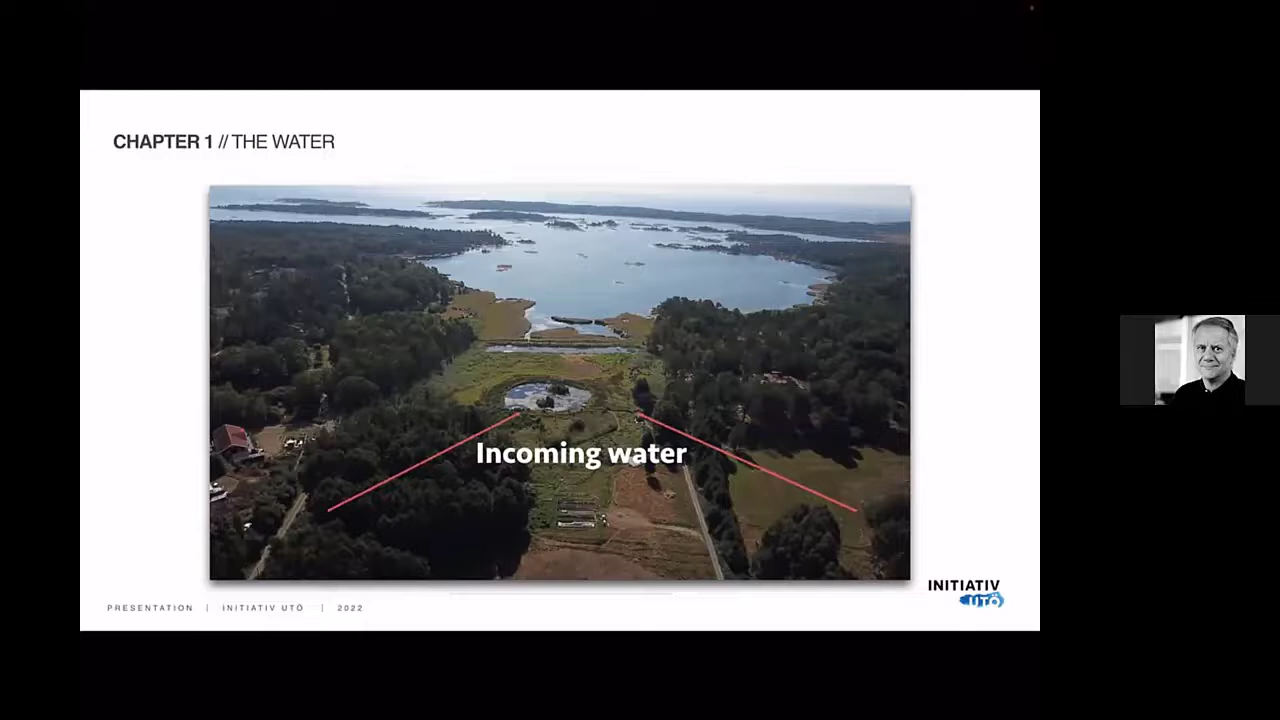 CHAPTER 1 // THE WATER
Incoming water
INITIATIV
UTÖ
PRESENTATION | INITIATIV UTÖ | 2022